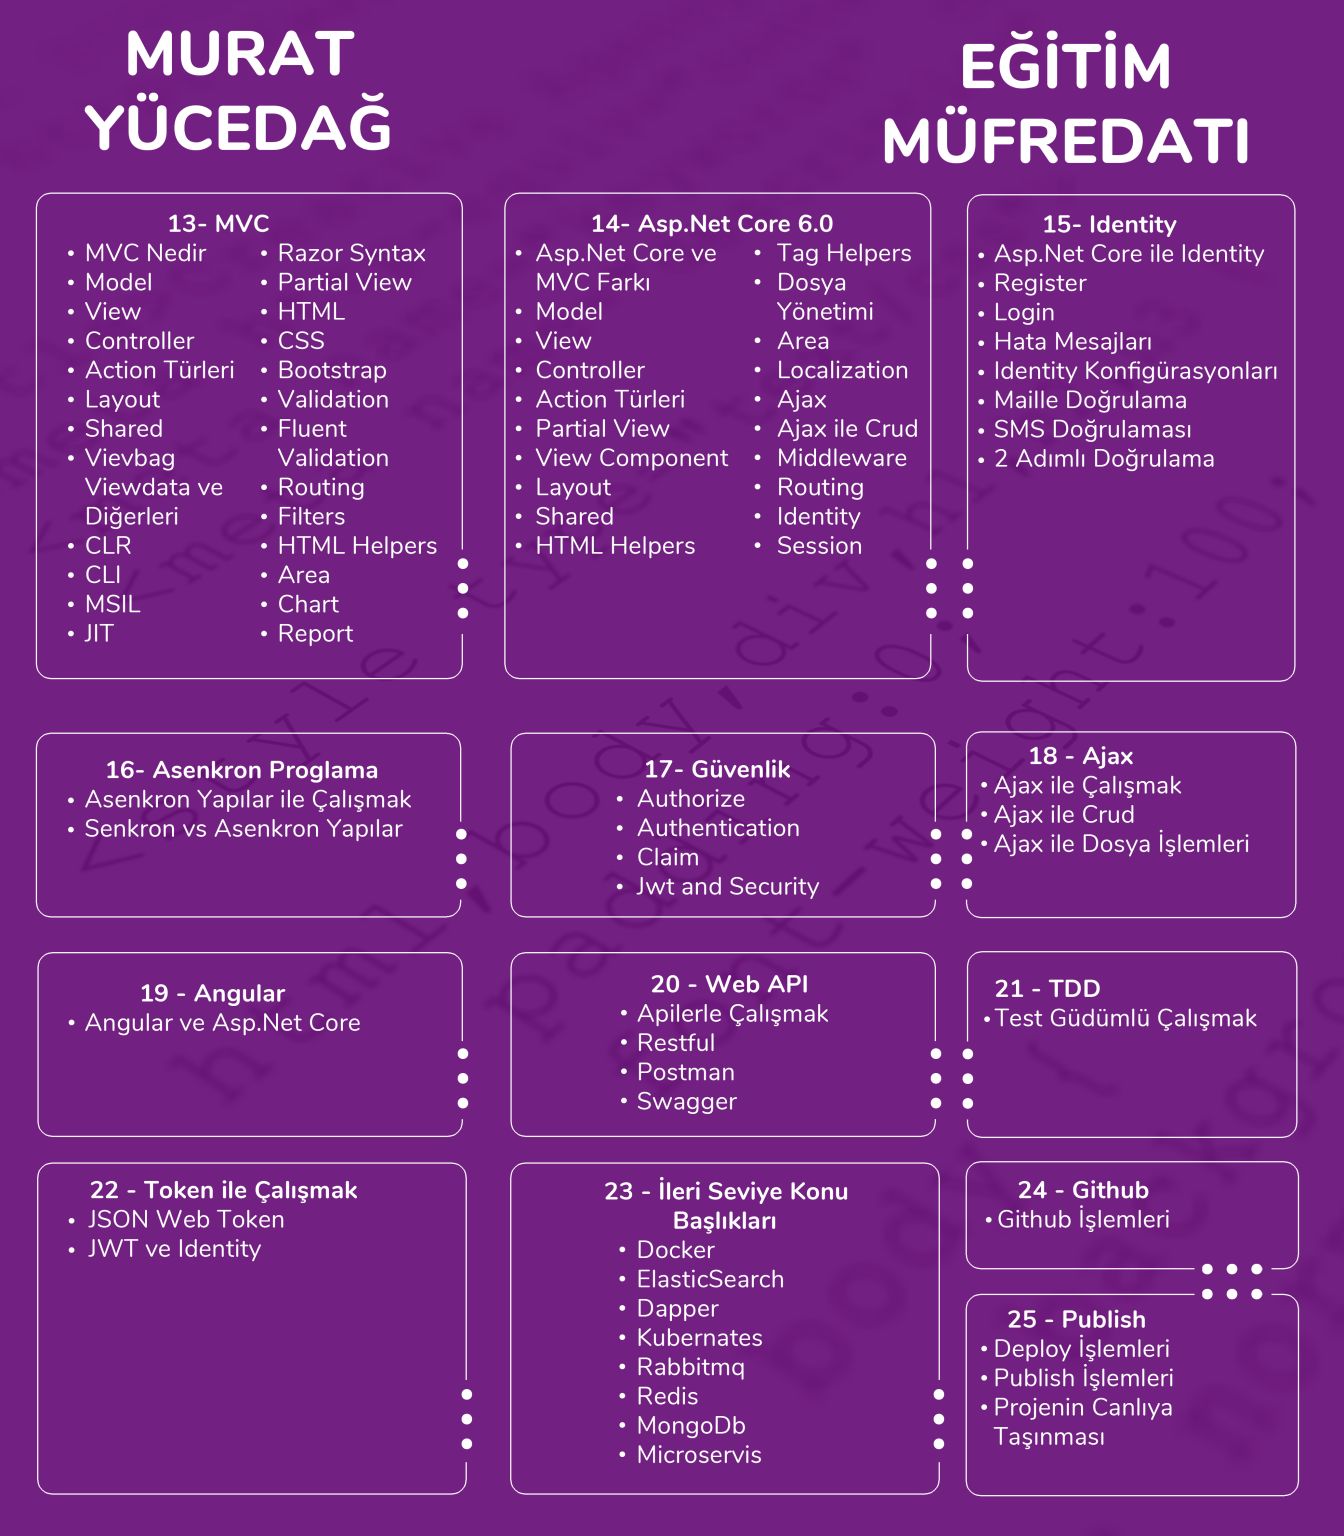 MURAT
YÜCEDAĞ
EĞİTİM
MÜFREDATI
13- MVC
• MVC Nedir
• Model
• View
• Controller
• Action Türleri
• Layout
• Shared
• Vievbag
Viewdata ve
Diğerleri
• CLR
• CLI
• MSIL
• JIT
• Razor Syntax
• Partial View
• HTML
• CSS
• Bootstrap
• Validation
• Fluent
Validation
• Routing
• Filters
• HTML Helpers
• Area
• Chart
• Report
14- Asp.Net Core 6.0
• Asp.Net Core ve
MVC Farkı
• Model
• View
• Controller
• Action Türleri
• Partial View
• View Component
• Layout
• Shared
• HTML Helpers
• Tag Helpers
• Dosya
Yönetimi
• Area
• Localization
• Ajax
• Ajax ile Crud
• Middleware
• Routing
• Identity
• Session
15- Identity
• Asp.Net Core ile Identity
• Register
• Login
• Hata Mesajları
• Identity Konfigürasyonları
• Maille Doğrulama
• SMS Doğrulaması
• 2 Adımlı Doğrulama
16- Asenkron Proglama
• Asenkron Yapılar ile Çalışmak
• Senkron vs Asenkron Yapılar
17- Güvenlik
• Authorize
• Authentication
• Claim
• Jwt and Security
18 - Ajax
• Ajax ile Çalışmak
• Ajax ile Crud
• Ajax ile Dosya İşlemleri
19 - Angular
• Angular ve Asp.Net Core
20 - Web API
• Apilerle Çalışmak
• Restful
• Postman
• Swagger
21 - TDD
• Test Güdümlü Çalışmak
22 - Token ile Çalışmak
• JSON Web Token
• JWT ve Identity
23 - İleri Seviye Konu
Başlıkları
• Docker
• ElasticSearch
• Dapper
• Kubernates
• Rabbitmq
• Redis
• MongoDb
• Microservis
24 - Github
• Github İşlemleri
25 - Publish
• Deploy İşlemleri
• Publish İşlemleri
• Projenin Canlıya
Taşınması